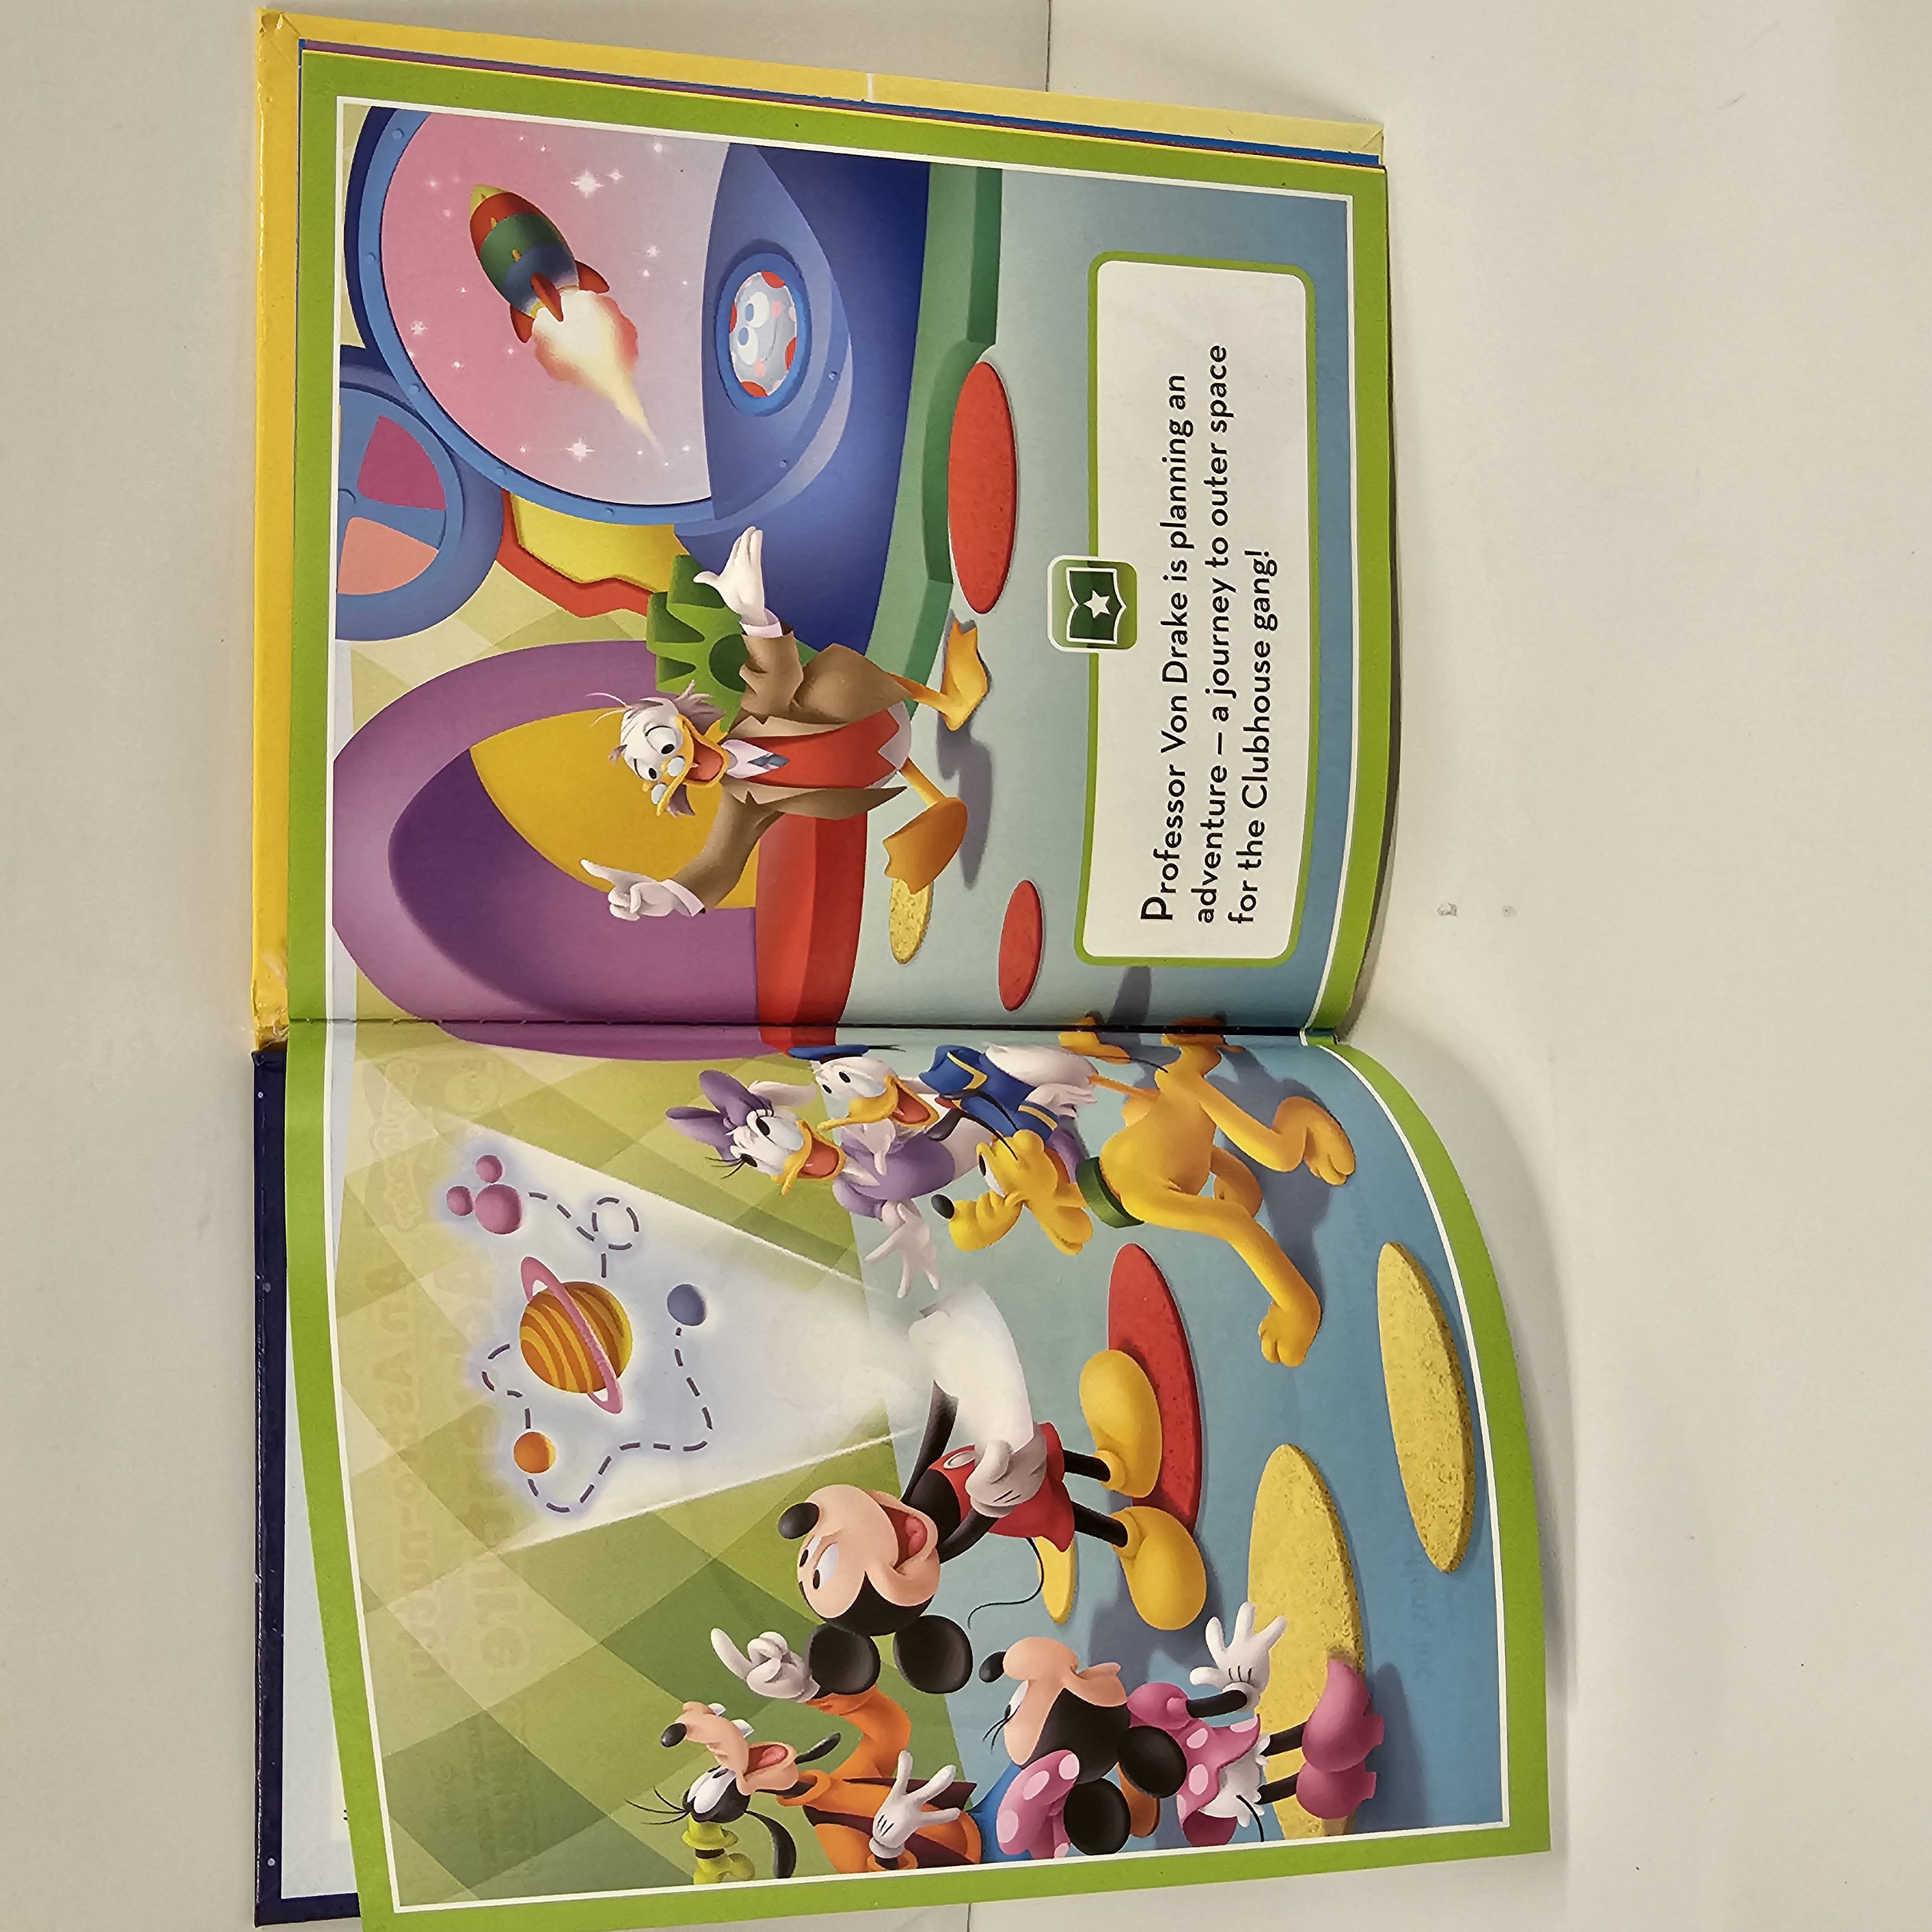 Professor Von Drake is planning an
adventure — a journey to outer space
for the Clubhouse gang!